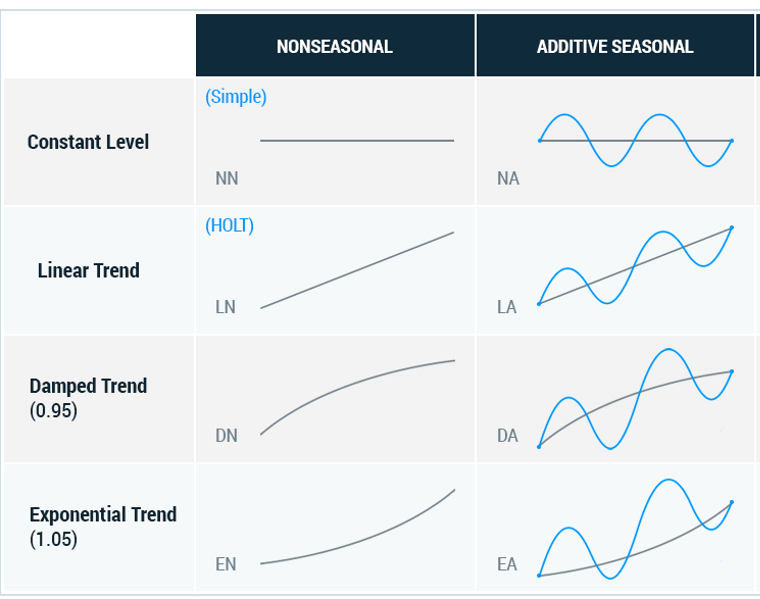 NONSEASONAL
ADDITIVE SEASONAL
Constant Level
(Simple)
NN
NA
Linear Trend
(HOLT)
LN
LA
Damped Trend
(0.95)
DN
DA
Exponential Trend
(1.05)
EN
EA